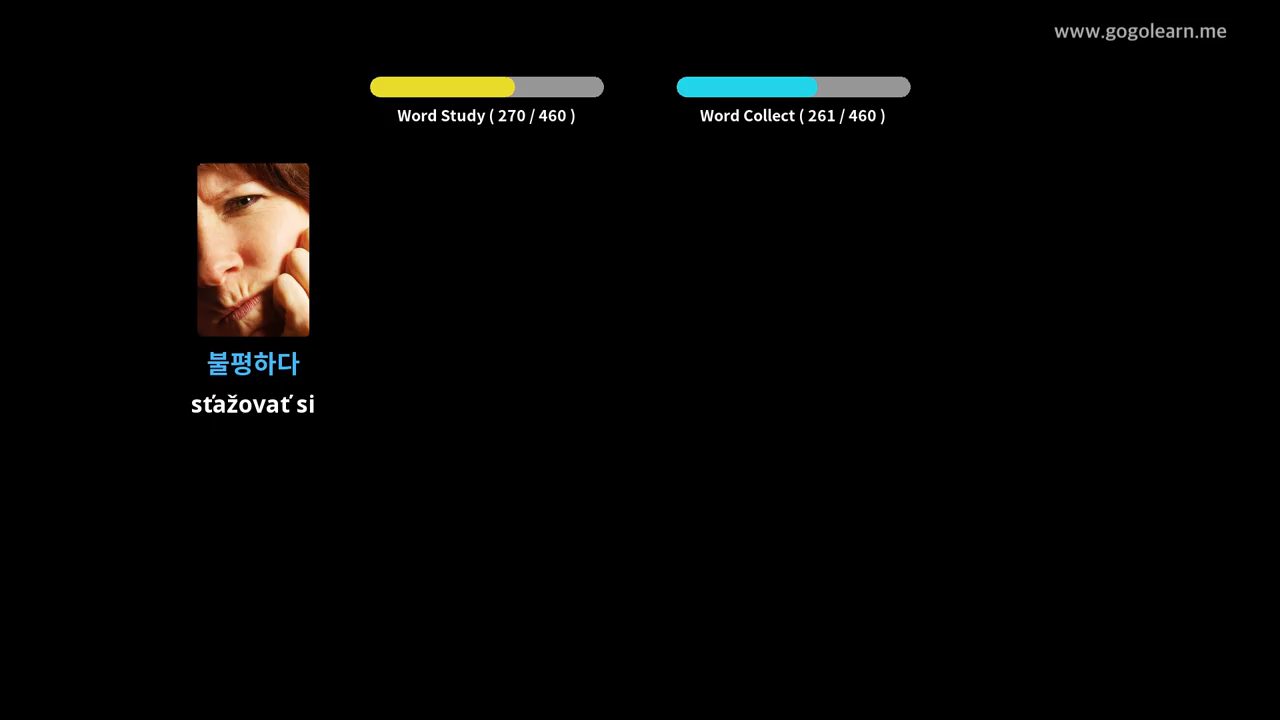 www.gogolearn.me
Word Study ( 270 / 460 )
Word Collect ( 261 / 460 )
불평하다
sťažovať si